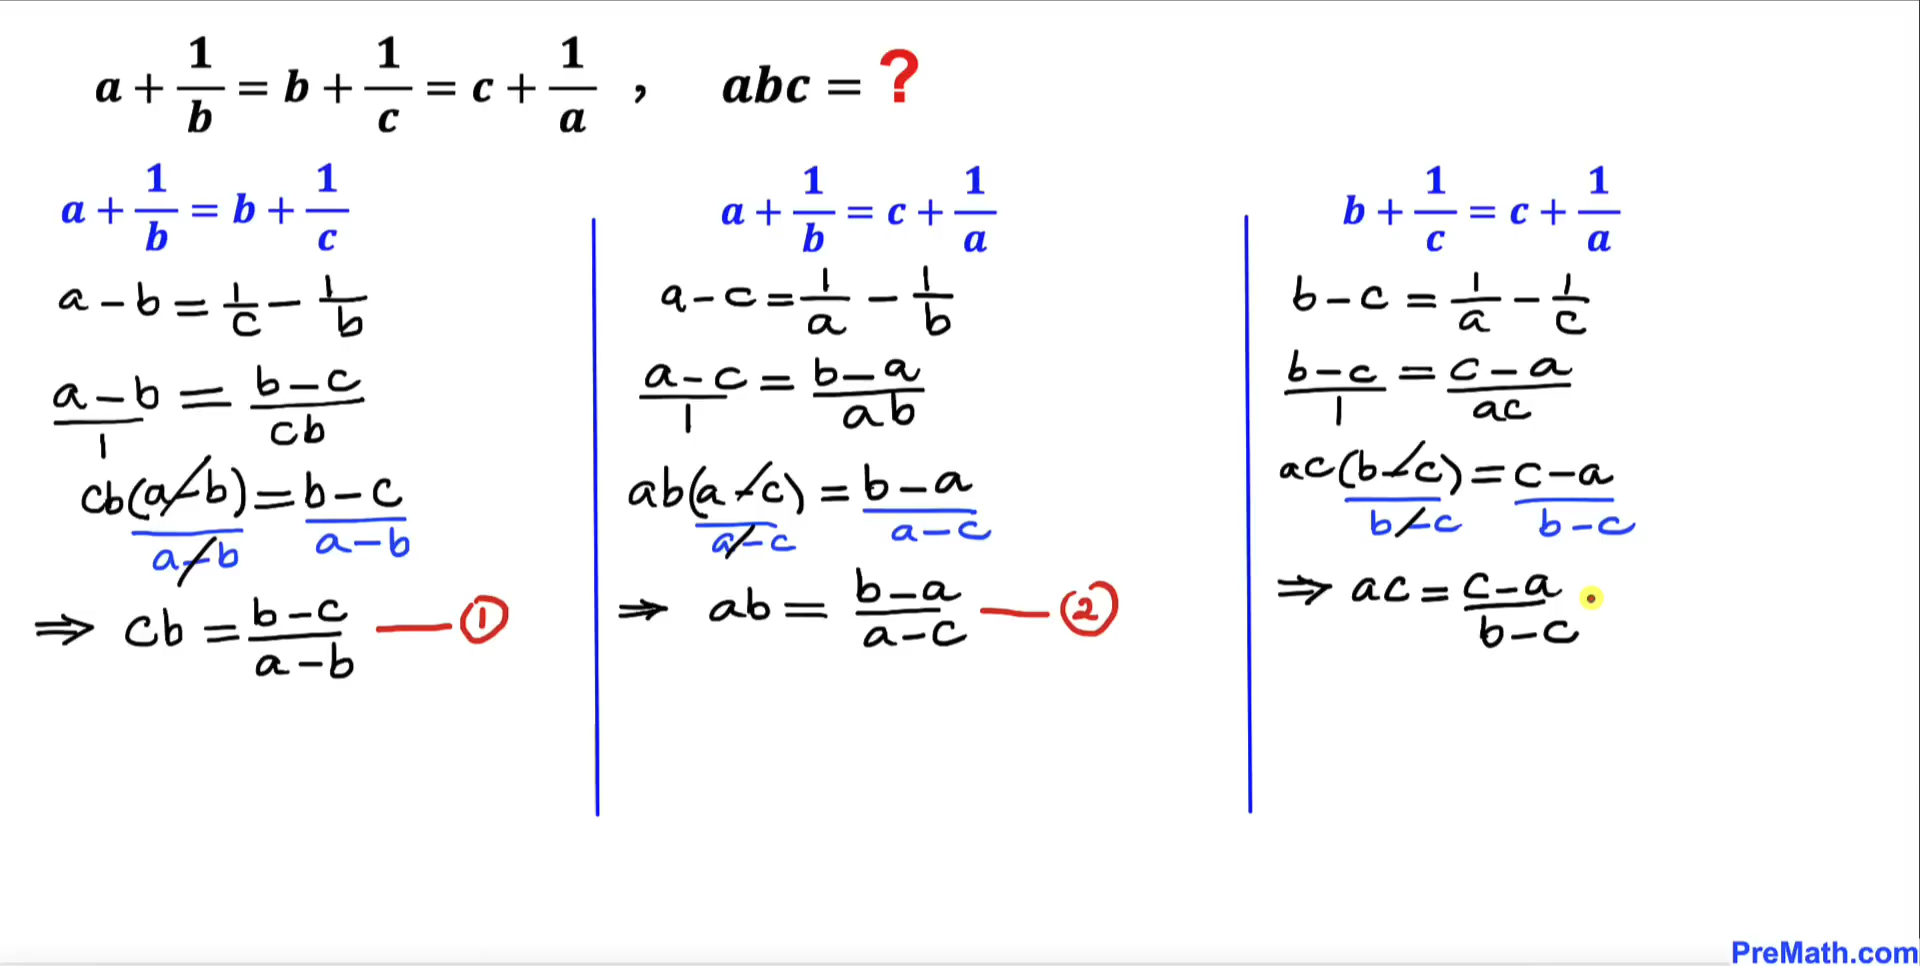 a + 1/b = b + 1/c = c + 1/a , abc = ?
a + 1/b = b + 1/c
a - b = 1/c - 1/b
(a - b)/1 = (b - c)/cb
cb(a - b)/(a - b) = (b - c)/(a - b)
⇒ cb = (b - c)/(a - b) — ①
a + 1/b = c + 1/a
a - c = 1/a - 1/b
(a - c)/1 = (b - a)/ab
ab(a - c)/(a - c) = (b - a)/(a - c)
⇒ ab = (b - a)/(a - c) — ②
b + 1/c = c + 1/a
b - c = 1/a - 1/c
(b - c)/1 = (c - a)/ac
ac(b - c)/(b - c) = (c - a)/(b - c)
⇒ ac = (c - a)/(b - c)
PreMath.com